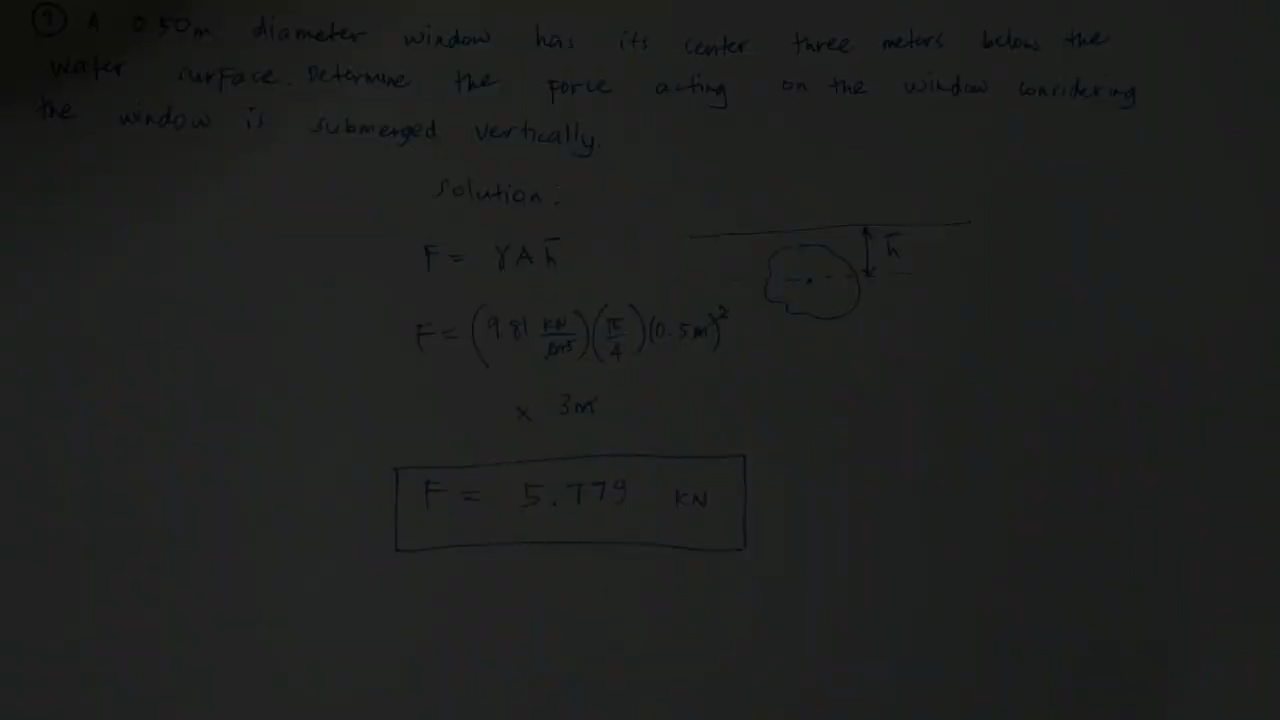 ① A 0.50m diameter window has its center three meters below the
water surface. Determine the force acting on the window considering
the window is submerged vertically.
Solution:
F = γ A h̄
h̄
F = (9.81 KN/m³)(π/4)(0.5m)²
x 3m
F = 5.779 KN